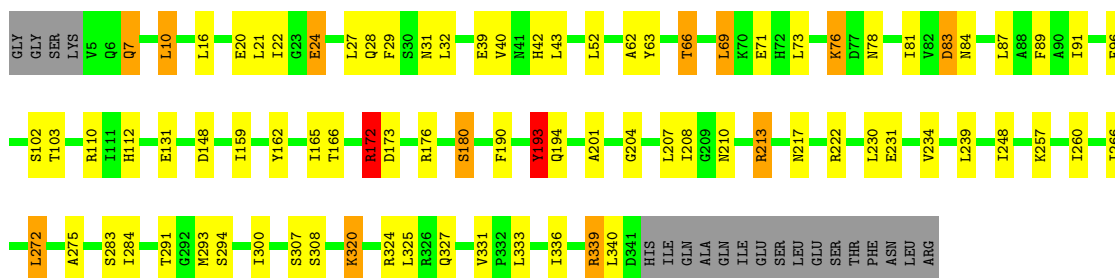 GLY GLY SER LYS V5 Q6 Q7 L10 L16 E20 L21 I22 G23 E24 L27 Q28 F29 S30 N31 L32 E39 V40 N41 H42 L43 L52 A62 Y63 T66 L69 K70 E71 H72 L73 K76 D77 N78 I81 V82 D83 N84 L87 A88 F89 A90 I91
S102 T103 R110 I111 H112 E131 D148 I159 Y162 I165 T166 R172 D173 R176 S180 F190 Y193 Q194 A201 G204 L207 I208 G209 N210 R213 N217 R222 L230 E231 V234 L239 I248 K257 I260
L272 A275 S283 I284 T291 G292 M293 S294 I300 S307 S308 K320 R324 L325 R326 Q327 V331 P332 L333 I336 R339 L340 D341 HIS ILE GLN ALA GLN ILE GLU SER LEU GLU SER THR PHE ASN LEU ARG